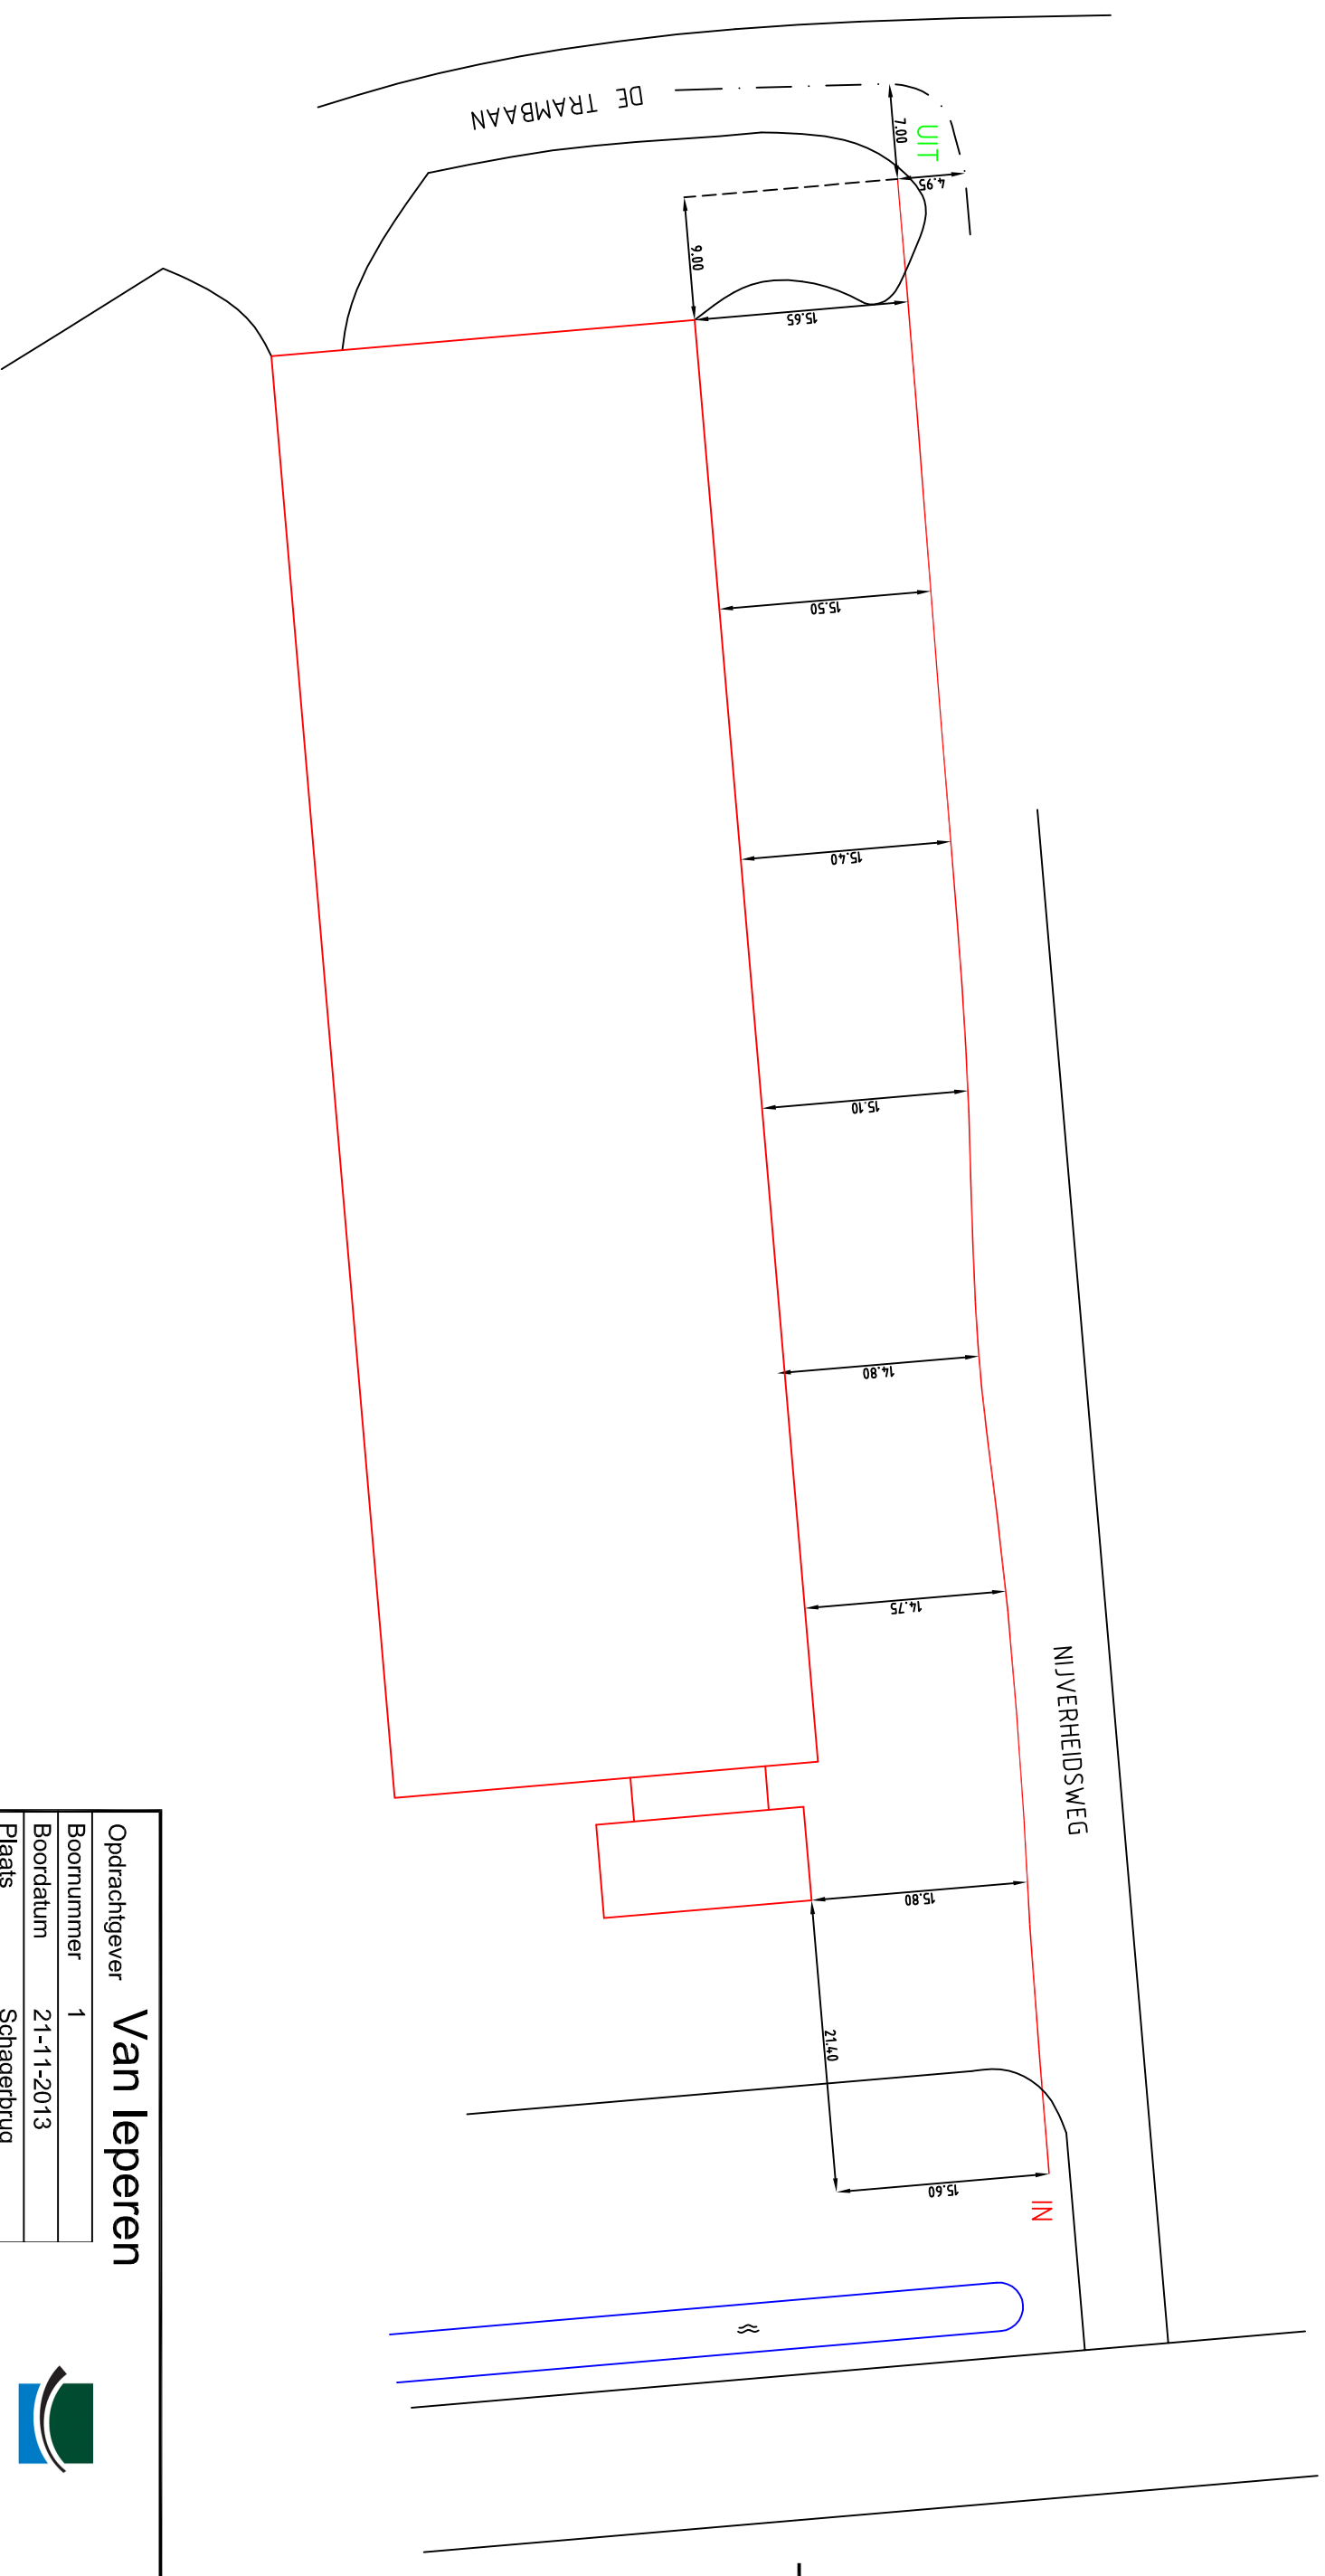 DE TRAMBAAN
7.00
UIT
4.95
9.00
15.65
15.50
15.40
15.10
14.80
14.75
NIJVERHEIDSWEG
15.80
21.40
15.60
IN
≈
Opdrachtgever Van Ieperen
Boornummer 1
Boordatum 21-11-2013
Plaats Schagerbrug